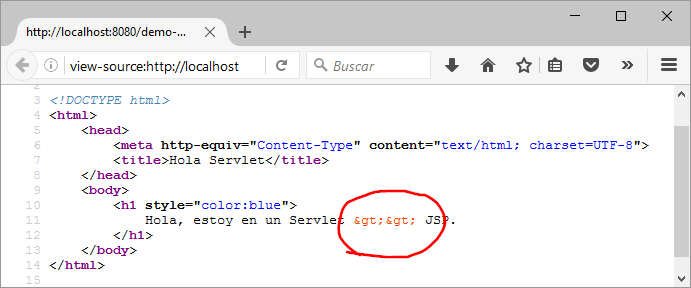 http://localhost:8080/demo-...
view-source:http://localhost
Buscar
2
3 <!DOCTYPE html>
4 <html>
5 <head>
6 <meta http-equiv="Content-Type" content="text/html; charset=UTF-8">
7 <title>Hola Servlet</title>
8 </head>
9 <body>
10 <h1 style="color:blue">
11 Hola, estoy en un Servlet &gt;&gt; JSP.
12 </h1>
13 </body>
14 </html>
15